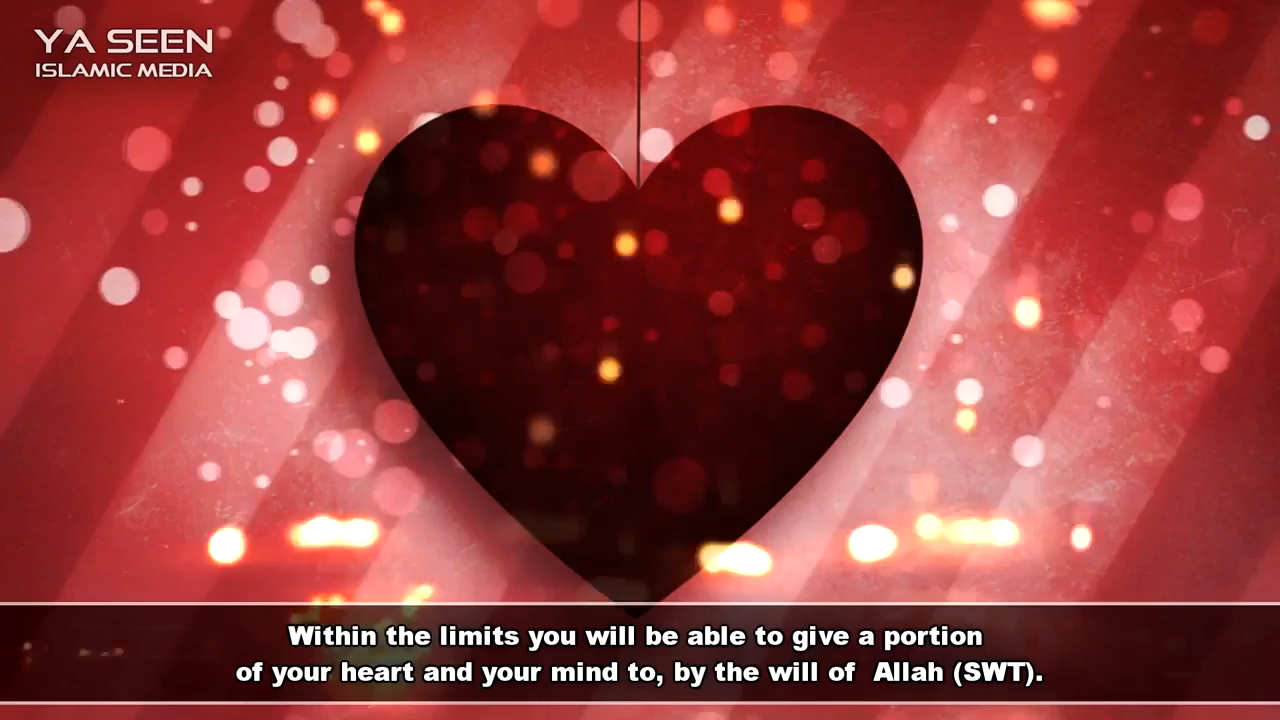 YA SEEN
ISLAMIC MEDIA
Within the limits you will be able to give a portion
of your heart and your mind to, by the will of  Allah (SWT).